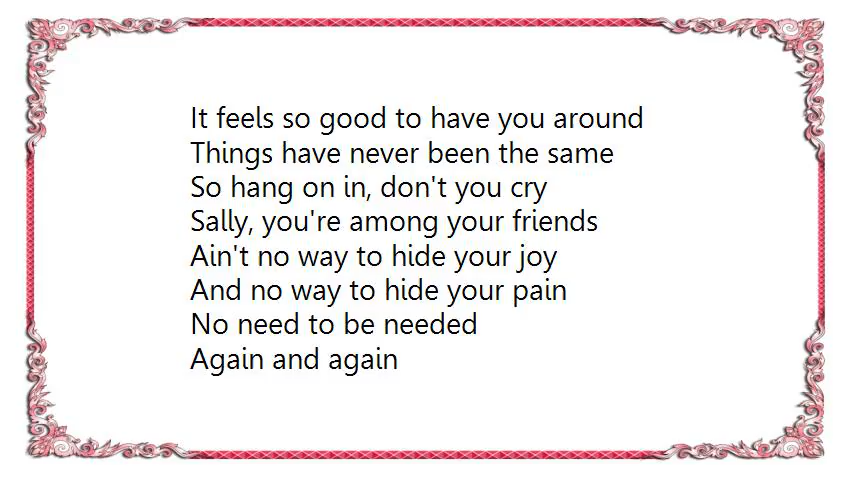 It feels so good to have you around
Things have never been the same
So hang on in, don't you cry
Sally, you're among your friends
Ain't no way to hide your joy
And no way to hide your pain
No need to be needed
Again and again